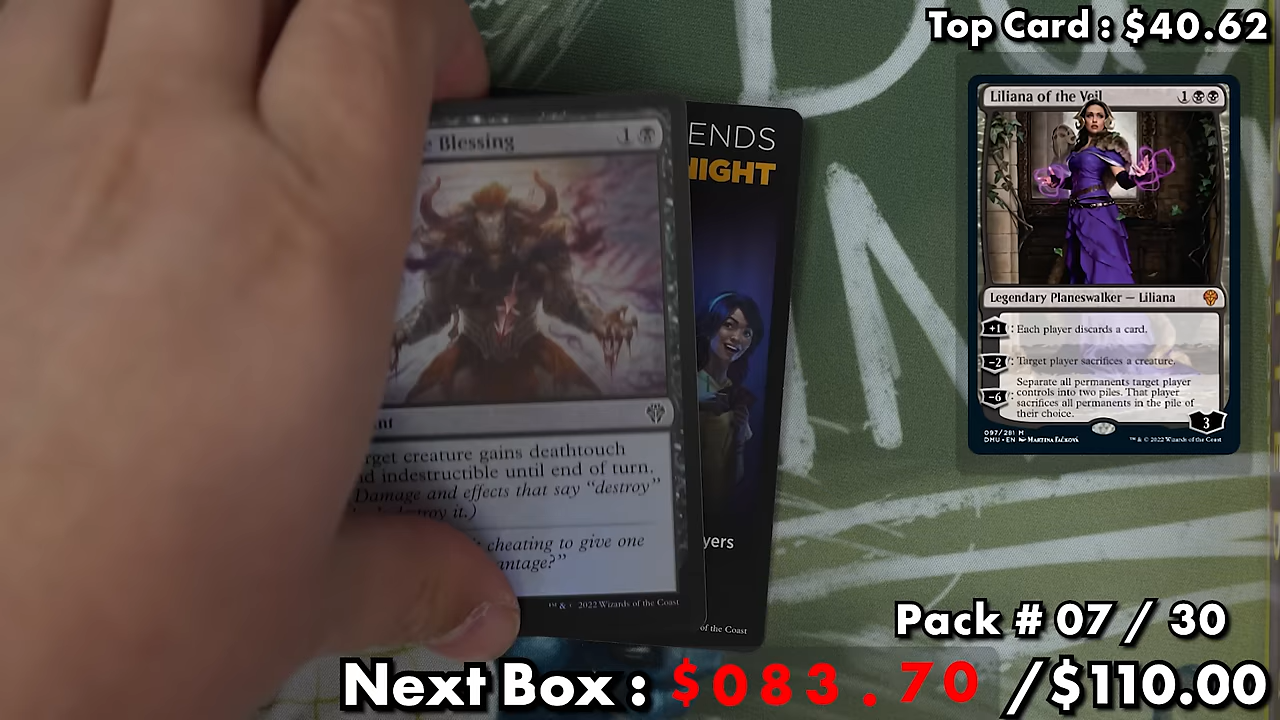 Top Card : $40.62
Liliana of the Veil 1
Legendary Planeswalker — Liliana
+1 : Each player discards a card.
−2 : Target player sacrifices a creature.
−6 : Separate all permanents target player
controls into two piles. That player
sacrifices all permanents in the pile of
their choice.
3
097/281 M
DMU • EN MARTINA FAČKOVÁ
™ & © 2022 Wizards of the Coast
Blessing 1
ENDS
NIGHT
creature gains deathtouch
indestructible until end of turn.
Damage and effects that say "destroy"
it.)
cheating to give one
™ & 2022 Wizards of the Coast
yers
of the Coast
Pack # 07 / 30
Next Box : $083.70 /$110.00